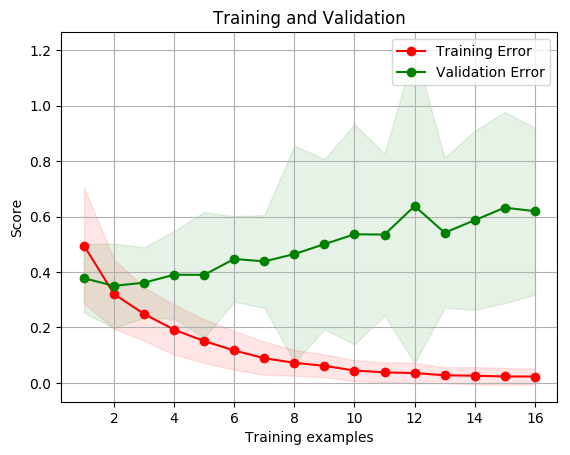 Training and Validation
1.2
1.0
0.8
0.6
0.4
0.2
0.0
Score
Training Error
Validation Error
2 4 6 8 10 12 14 16
Training examples